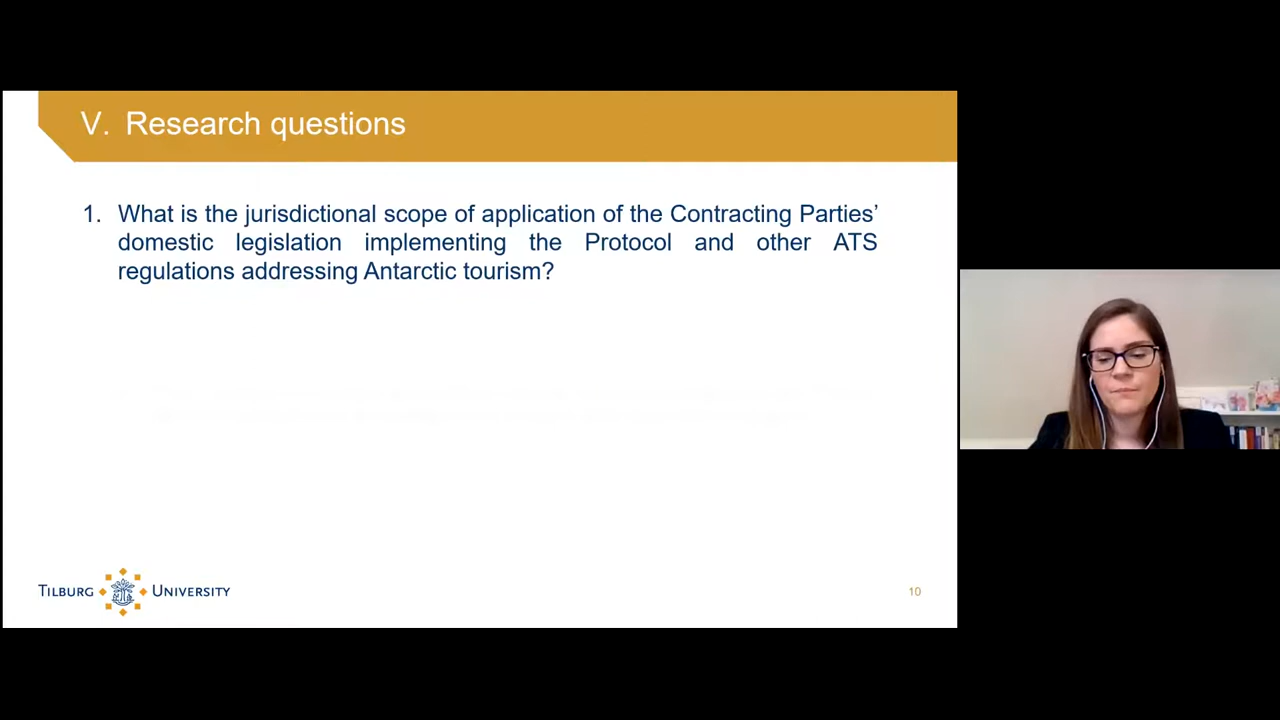 V. Research questions
1. What is the jurisdictional scope of application of the Contracting Parties’
domestic legislation implementing the Protocol and other ATS
regulations addressing Antarctic tourism?
TILBURG UNIVERSITY
10